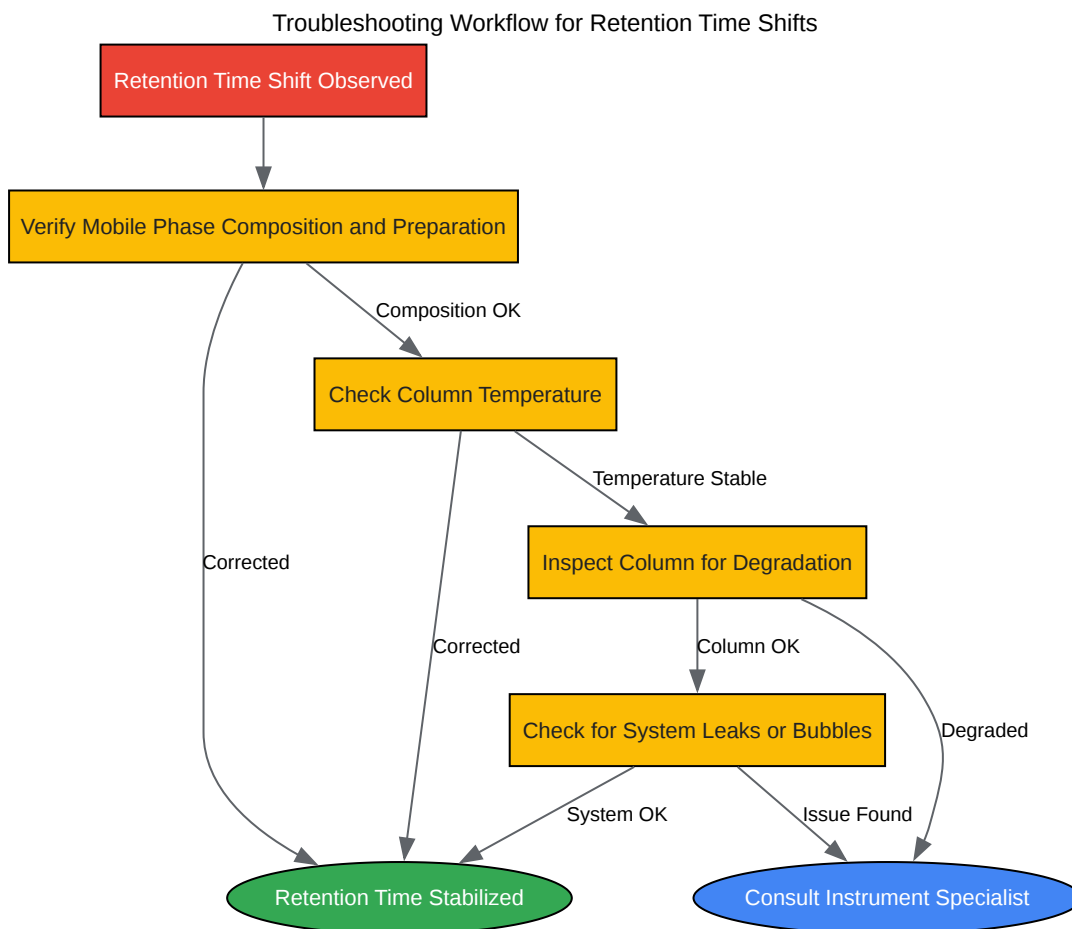 Troubleshooting Workflow for Retention Time Shifts
Retention Time Shift Observed
Verify Mobile Phase Composition and Preparation
Composition OK
Check Column Temperature
Temperature Stable
Corrected
Inspect Column for Degradation
Corrected
Column OK
Check for System Leaks or Bubbles
Degraded
System OK
Issue Found
Retention Time Stabilized
Consult Instrument Specialist